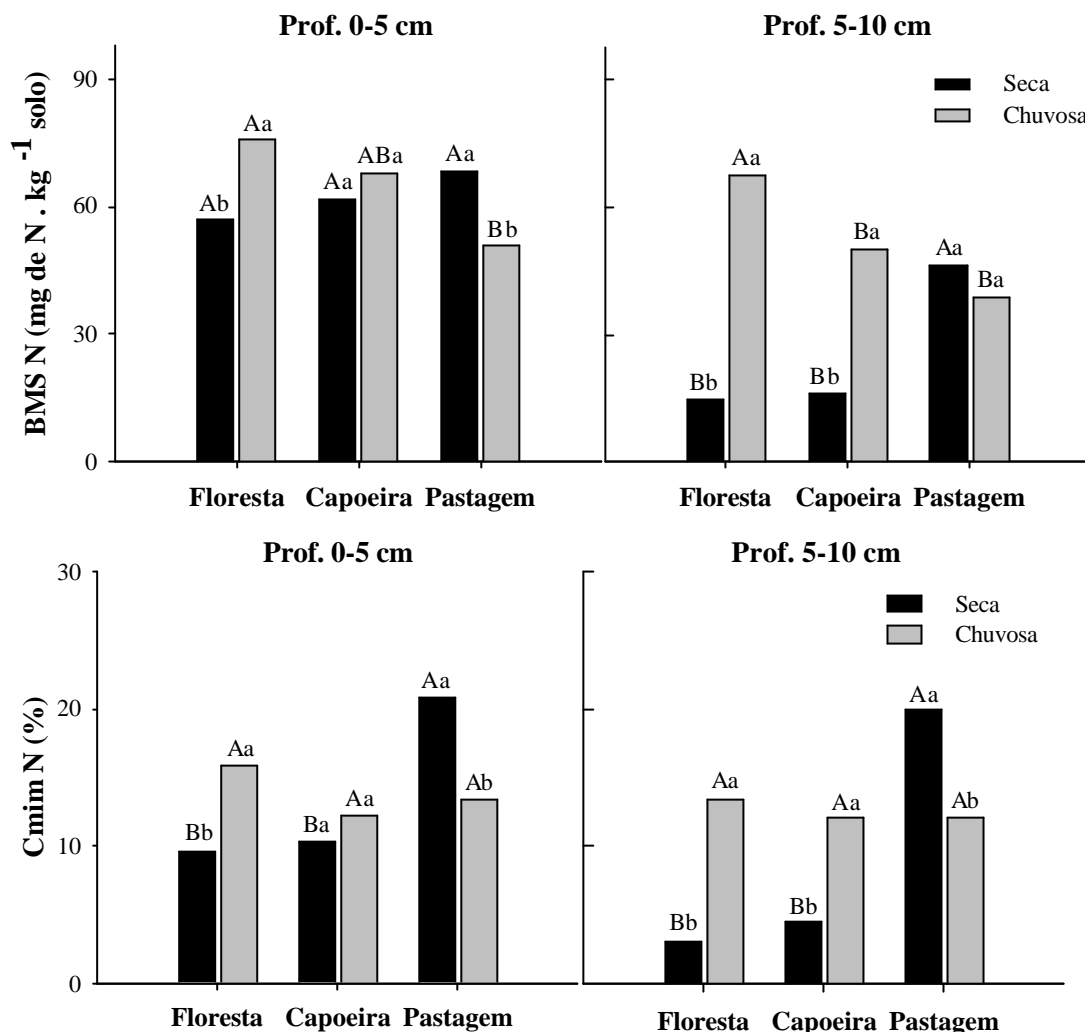 Prof. 0-5 cm
Prof. 5-10 cm
BMS N (mg de N . kg -1 solo)
90
60
30
0
Seca
Chuvosa
Ab
Aa
Aa
ABa
Aa
Bb
Bb
Aa
Bb
Ba
Aa
Ba
Floresta Capoeira Pastagem
Floresta Capoeira Pastagem
Prof. 0-5 cm
Prof. 5-10 cm
Cmim N (%)
30
20
10
0
Seca
Chuvosa
Bb
Aa
Ba
Aa
Aa
Ab
Bb
Aa
Bb
Aa
Aa
Ab
Floresta Capoeira Pastagem
Floresta Capoeira Pastagem